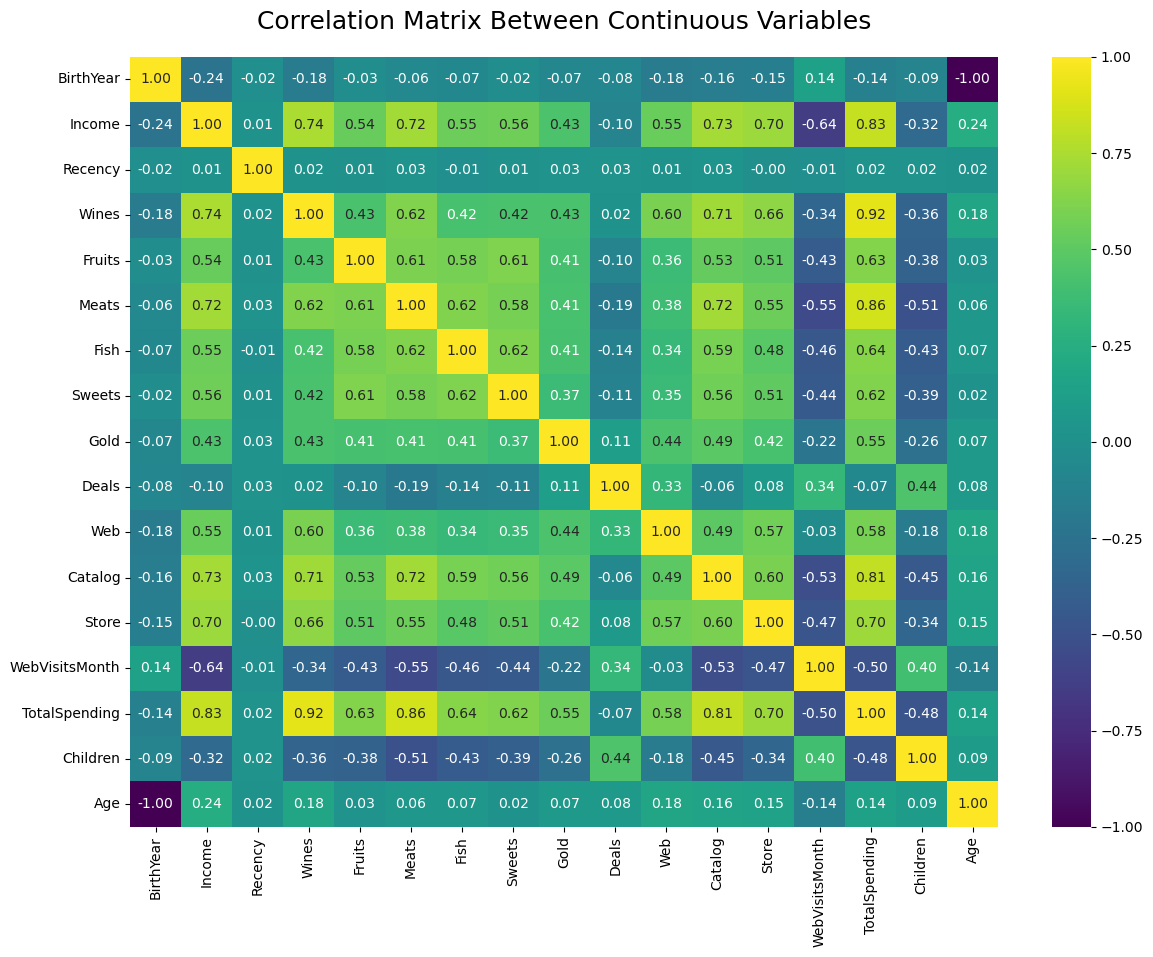 Correlation Matrix Between Continuous Variables
BirthYear 1.00 -0.24 -0.02 -0.18 -0.03 -0.06 -0.07 -0.02 -0.07 -0.08 -0.18 -0.16 -0.15 0.14 -0.14 -0.09 -1.00
Income -0.24 1.00 0.01 0.74 0.54 0.72 0.55 0.56 0.43 -0.10 0.55 0.73 0.70 -0.64 0.83 -0.32 0.24
Recency -0.02 0.01 1.00 0.02 0.01 0.03 -0.01 0.01 0.03 0.03 0.01 0.03 -0.00 -0.01 0.02 0.02 0.02
Wines -0.18 0.74 0.02 1.00 0.43 0.62 0.42 0.42 0.43 0.02 0.60 0.71 0.66 -0.34 0.92 -0.36 0.18
Fruits -0.03 0.54 0.01 0.43 1.00 0.61 0.58 0.61 0.41 -0.10 0.36 0.53 0.51 -0.43 0.63 -0.38 0.03
Meats -0.06 0.72 0.03 0.62 0.61 1.00 0.62 0.58 0.41 -0.19 0.38 0.72 0.55 -0.55 0.86 -0.51 0.06
Fish -0.07 0.55 -0.01 0.42 0.58 0.62 1.00 0.62 0.41 -0.14 0.34 0.59 0.48 -0.46 0.64 -0.43 0.07
Sweets -0.02 0.56 0.01 0.42 0.61 0.58 0.62 1.00 0.37 -0.11 0.35 0.56 0.51 -0.44 0.62 -0.39 0.02
Gold -0.07 0.43 0.03 0.43 0.41 0.41 0.41 0.37 1.00 0.11 0.44 0.49 0.42 -0.22 0.55 -0.26 0.07
Deals -0.08 -0.10 0.03 0.02 -0.10 -0.19 -0.14 -0.11 0.11 1.00 0.33 -0.06 0.08 0.34 -0.07 0.44 0.08
Web -0.18 0.55 0.01 0.60 0.36 0.38 0.34 0.35 0.44 0.33 1.00 0.49 0.57 -0.03 0.58 -0.18 0.18
Catalog -0.16 0.73 0.03 0.71 0.53 0.72 0.59 0.56 0.49 -0.06 0.49 1.00 0.60 -0.53 0.81 -0.45 0.16
Store -0.15 0.70 -0.00 0.66 0.51 0.55 0.48 0.51 0.42 0.08 0.57 0.60 1.00 -0.47 0.70 -0.34 0.15
WebVisitsMonth 0.14 -0.64 -0.01 -0.34 -0.43 -0.55 -0.46 -0.44 -0.22 0.34 -0.03 -0.53 -0.47 1.00 -0.50 0.40 -0.14
TotalSpending -0.14 0.83 0.02 0.92 0.63 0.86 0.64 0.62 0.55 -0.07 0.58 0.81 0.70 -0.50 1.00 -0.48 0.14
Children -0.09 -0.32 0.02 -0.36 -0.38 -0.51 -0.43 -0.39 -0.26 0.44 -0.18 -0.45 -0.34 0.40 -0.48 1.00 0.09
Age -1.00 0.24 0.02 0.18 0.03 0.06 0.07 0.02 0.07 0.08 0.18 0.16 0.15 -0.14 0.14 0.09 1.00
BirthYear Income Recency Wines Fruits Meats Fish Sweets Gold Deals Web Catalog Store WebVisitsMonth TotalSpending Children Age
1.00
0.75
0.50
0.25
0.00
−0.25
−0.50
−0.75
−1.00